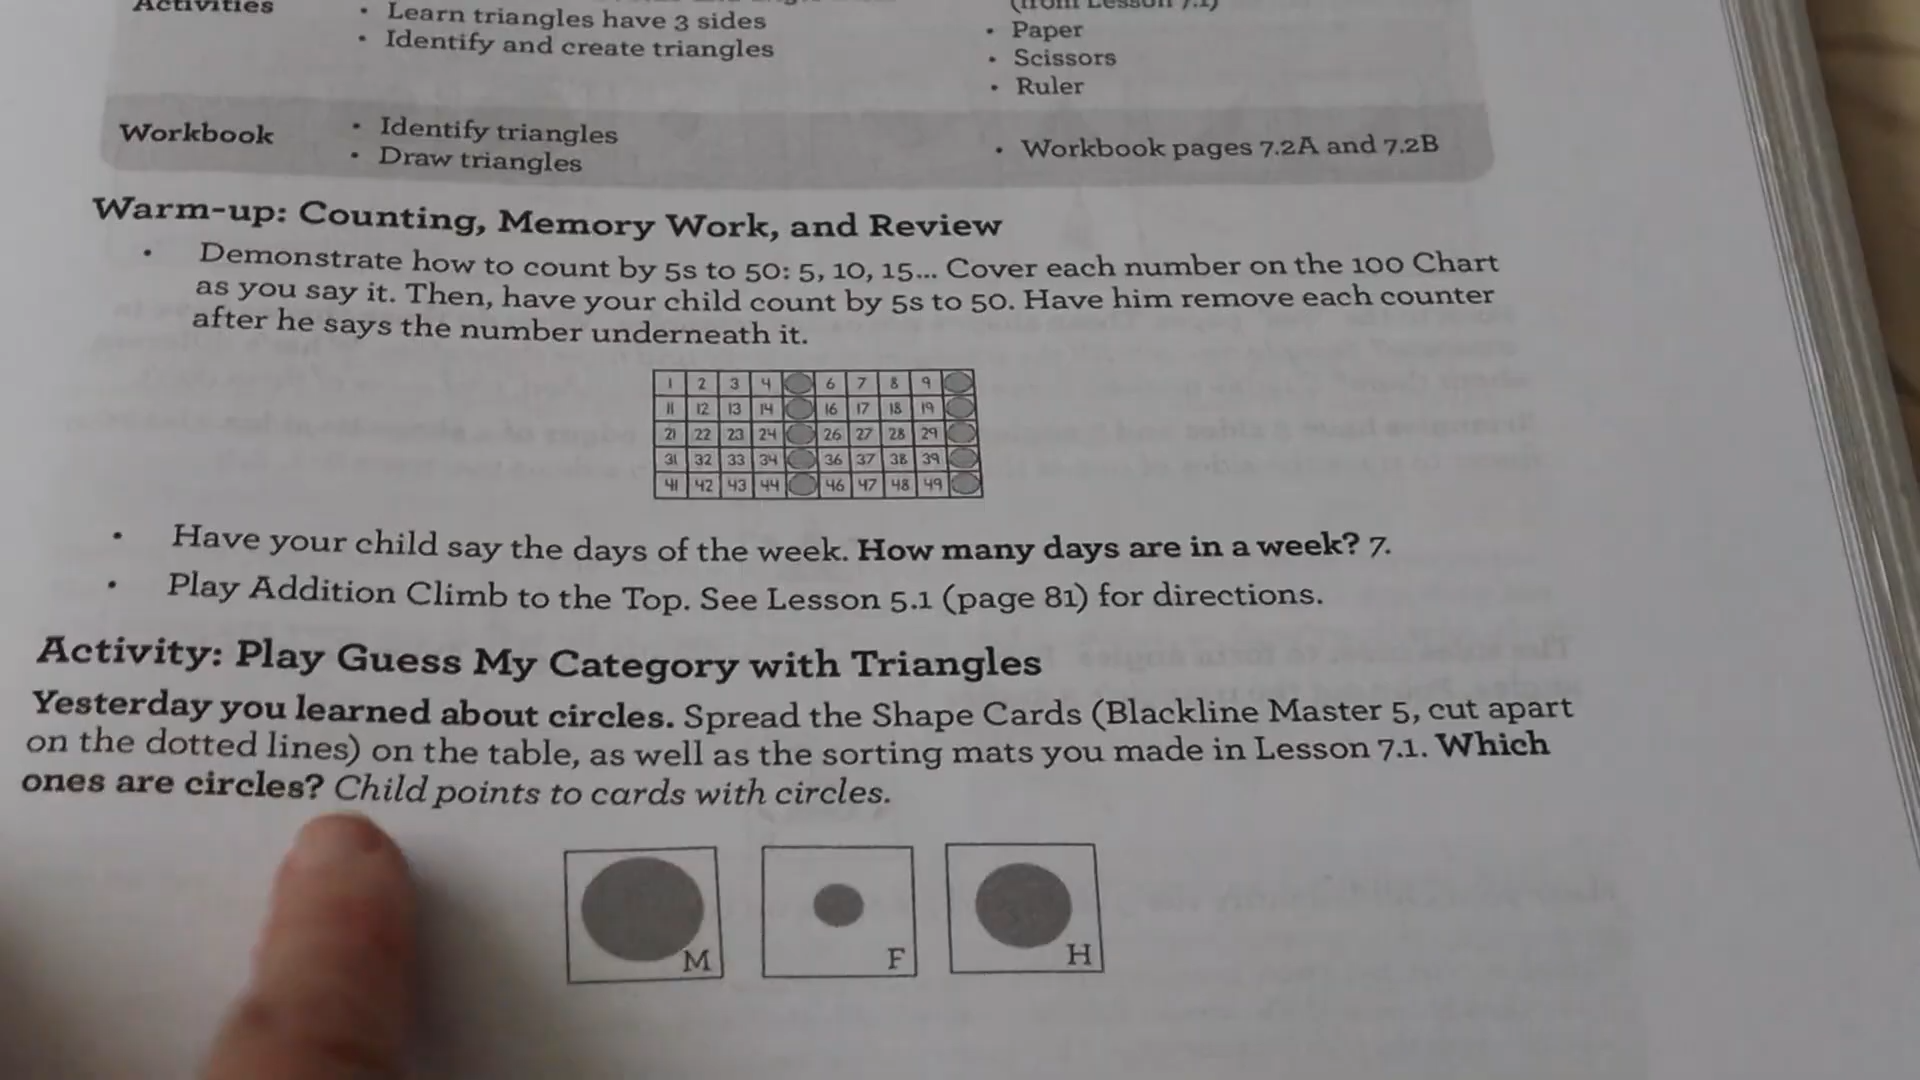 Activities
• Learn triangles have 3 sides
• Identify and create triangles
(from Lesson 7.1)
• Paper
• Scissors
• Ruler
Workbook
• Identify triangles
• Draw triangles
• Workbook pages 7.2A and 7.2B
Warm-up: Counting, Memory Work, and Review
• Demonstrate how to count by 5s to 50: 5, 10, 15... Cover each number on the 100 Chart
as you say it. Then, have your child count by 5s to 50. Have him remove each counter
after he says the number underneath it.
1 2 3 4 6 7 8 9
11 12 13 14 16 17 18 19
21 22 23 24 26 27 28 29
31 32 33 34 36 37 38 39
41 42 43 44 46 47 48 49
• Have your child say the days of the week. How many days are in a week? 7.
• Play Addition Climb to the Top. See Lesson 5.1 (page 81) for directions.
Activity: Play Guess My Category with Triangles
Yesterday you learned about circles. Spread the Shape Cards (Blackline Master 5, cut apart
on the dotted lines) on the table, as well as the sorting mats you made in Lesson 7.1. Which
ones are circles? Child points to cards with circles.
M F H